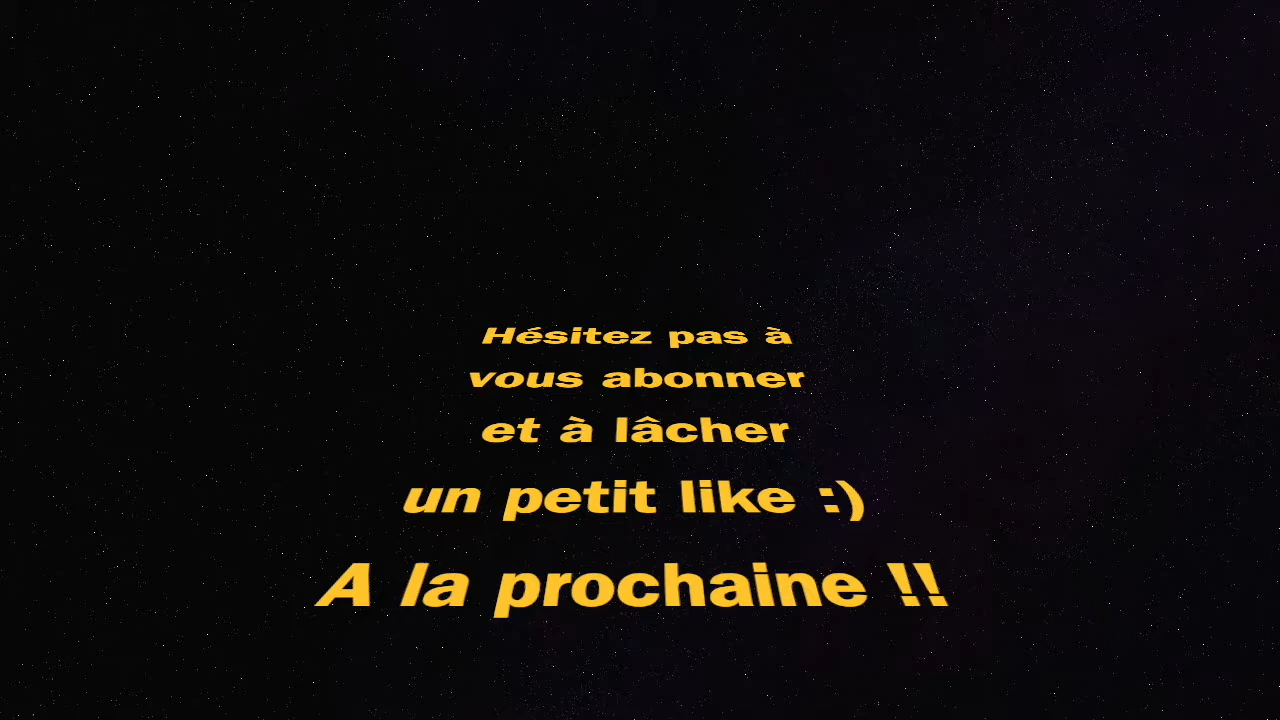 Hésitez pas à
vous abonner
et à lâcher
un petit like :)
A la prochaine !!